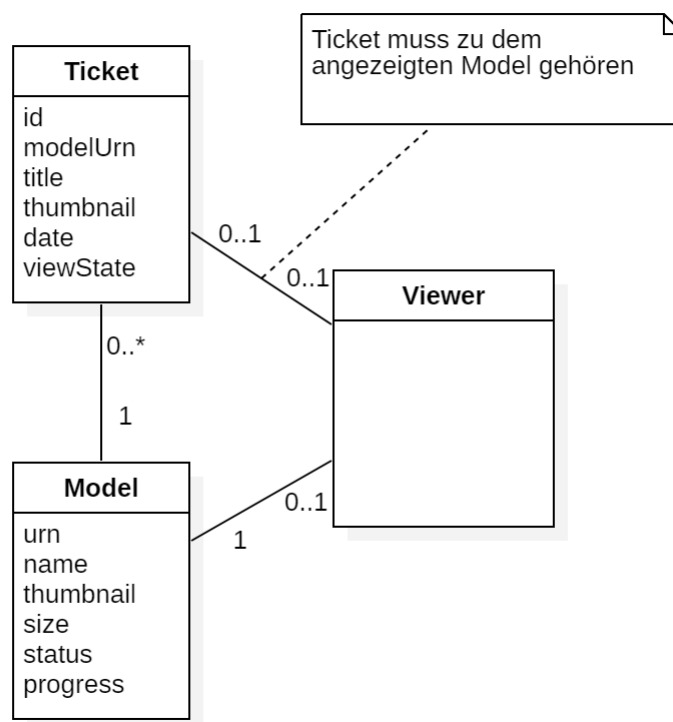 Ticket muss zu dem
angezeigten Model gehören
Ticket
id
modelUrn
title
thumbnail
date
viewState
0..1
0..1
Viewer
0..*
1
Model
urn
name
thumbnail
size
status
progress
0..1
1